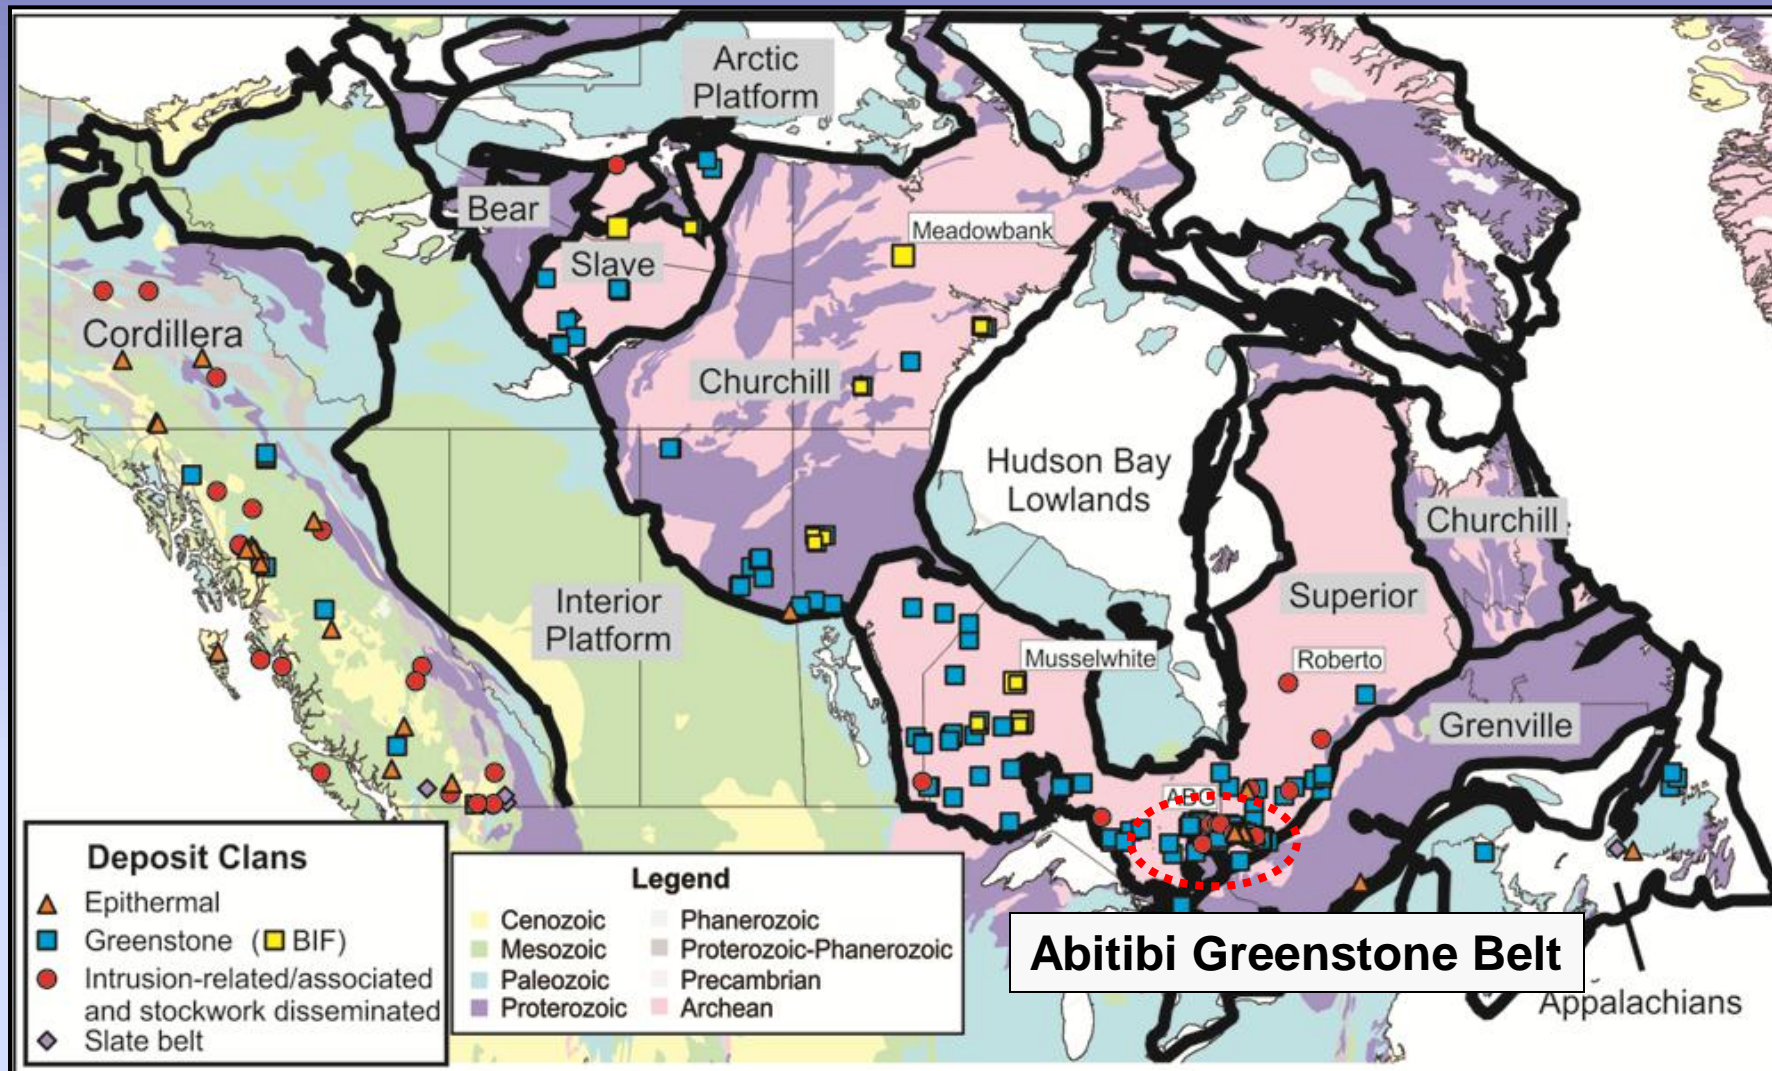 Arctic
Platform
Bear
Meadowbank
Slave
Cordillera
Churchill
Hudson Bay
Lowlands
Churchill
Interior
Platform
Superior
Musselwhite
Roberto
Grenville
ABG
Abitibi Greenstone Belt
Appalachians
Deposit Clans
Epithermal
Greenstone ( BIF)
Intrusion-related/associated
and stockwork disseminated
Slate belt
Legend
Cenozoic
Mesozoic
Paleozoic
Proterozoic
Phanerozoic
Proterozoic-Phanerozoic
Precambrian
Archean